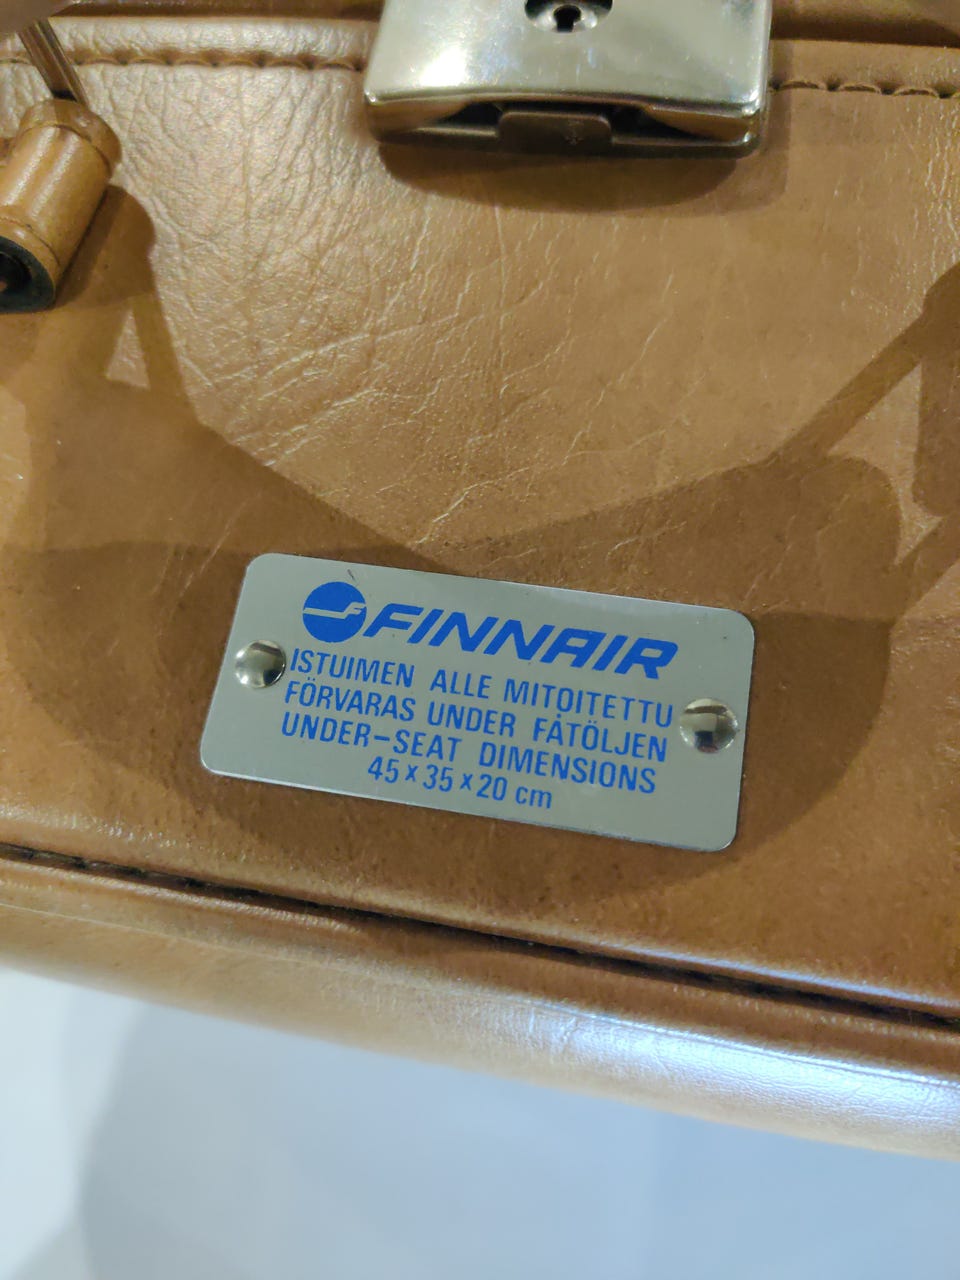 FINNAIR
ISTUIMEN ALLE MITOITETTU
FÖRVARAS UNDER FÅTÖLJEN
UNDER-SEAT DIMENSIONS
45 x 35 x 20 cm